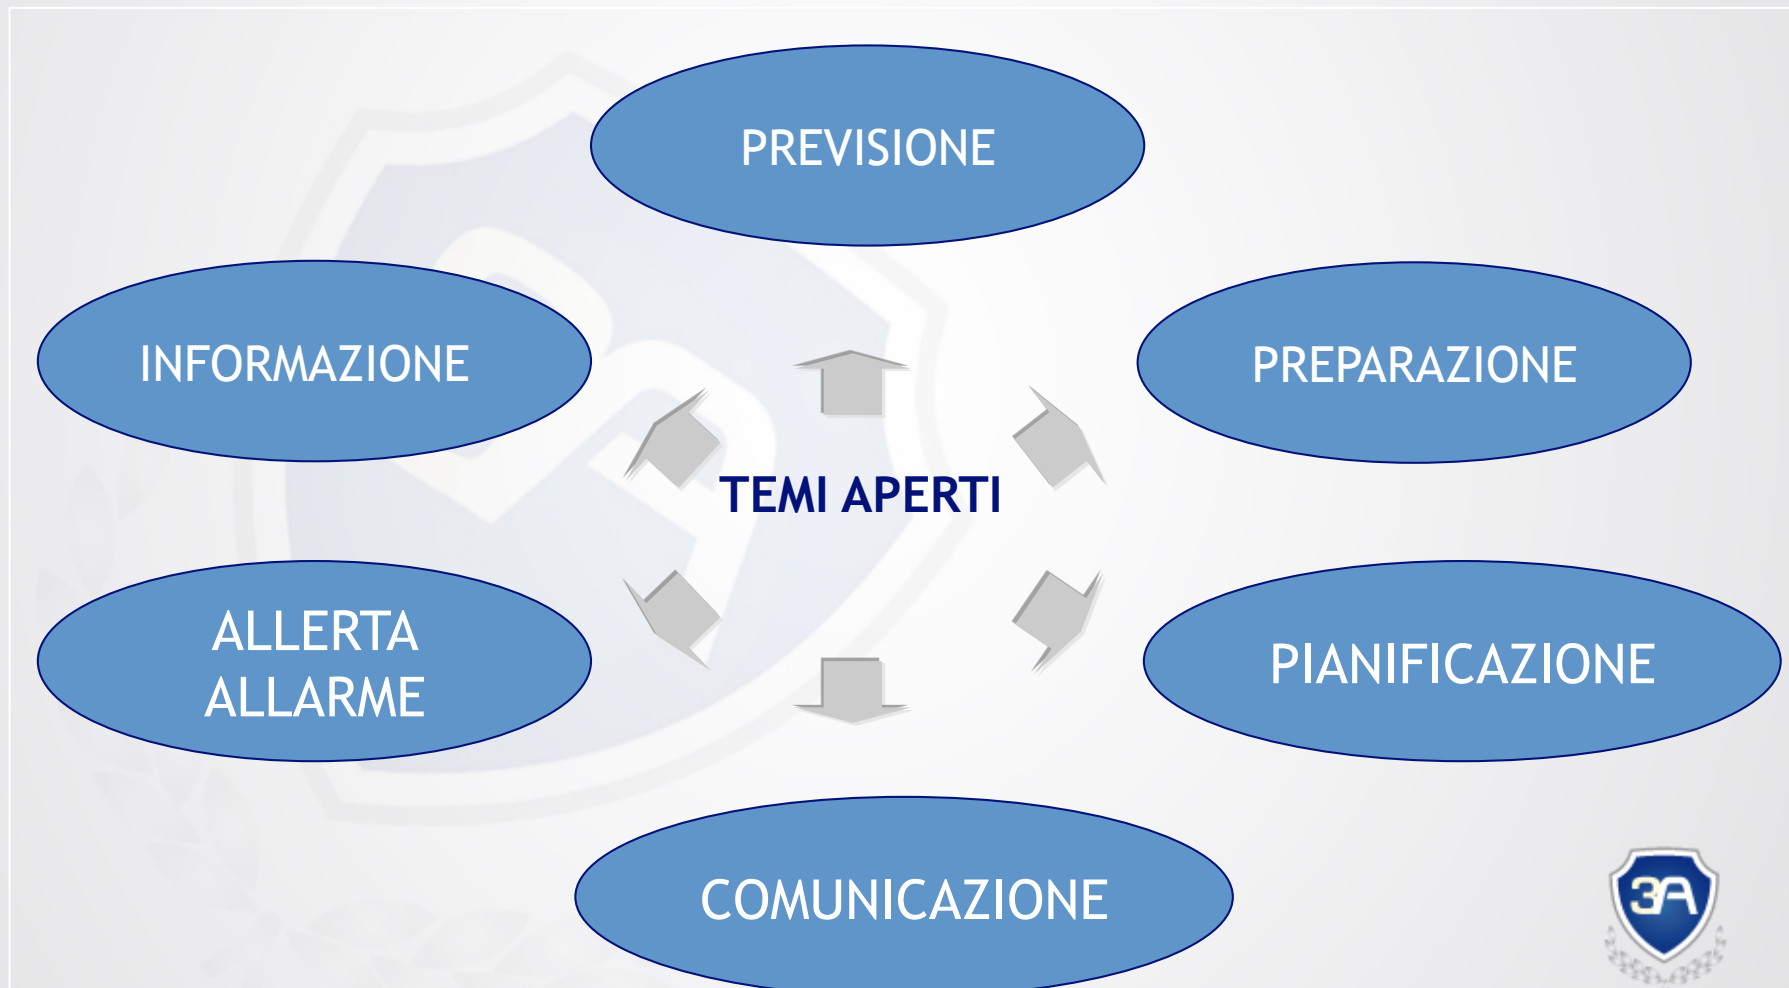 PREVISIONE
INFORMAZIONE
PREPARAZIONE
TEMI APERTI
ALLERTA
ALLARME
PIANIFICAZIONE
COMUNICAZIONE
3A